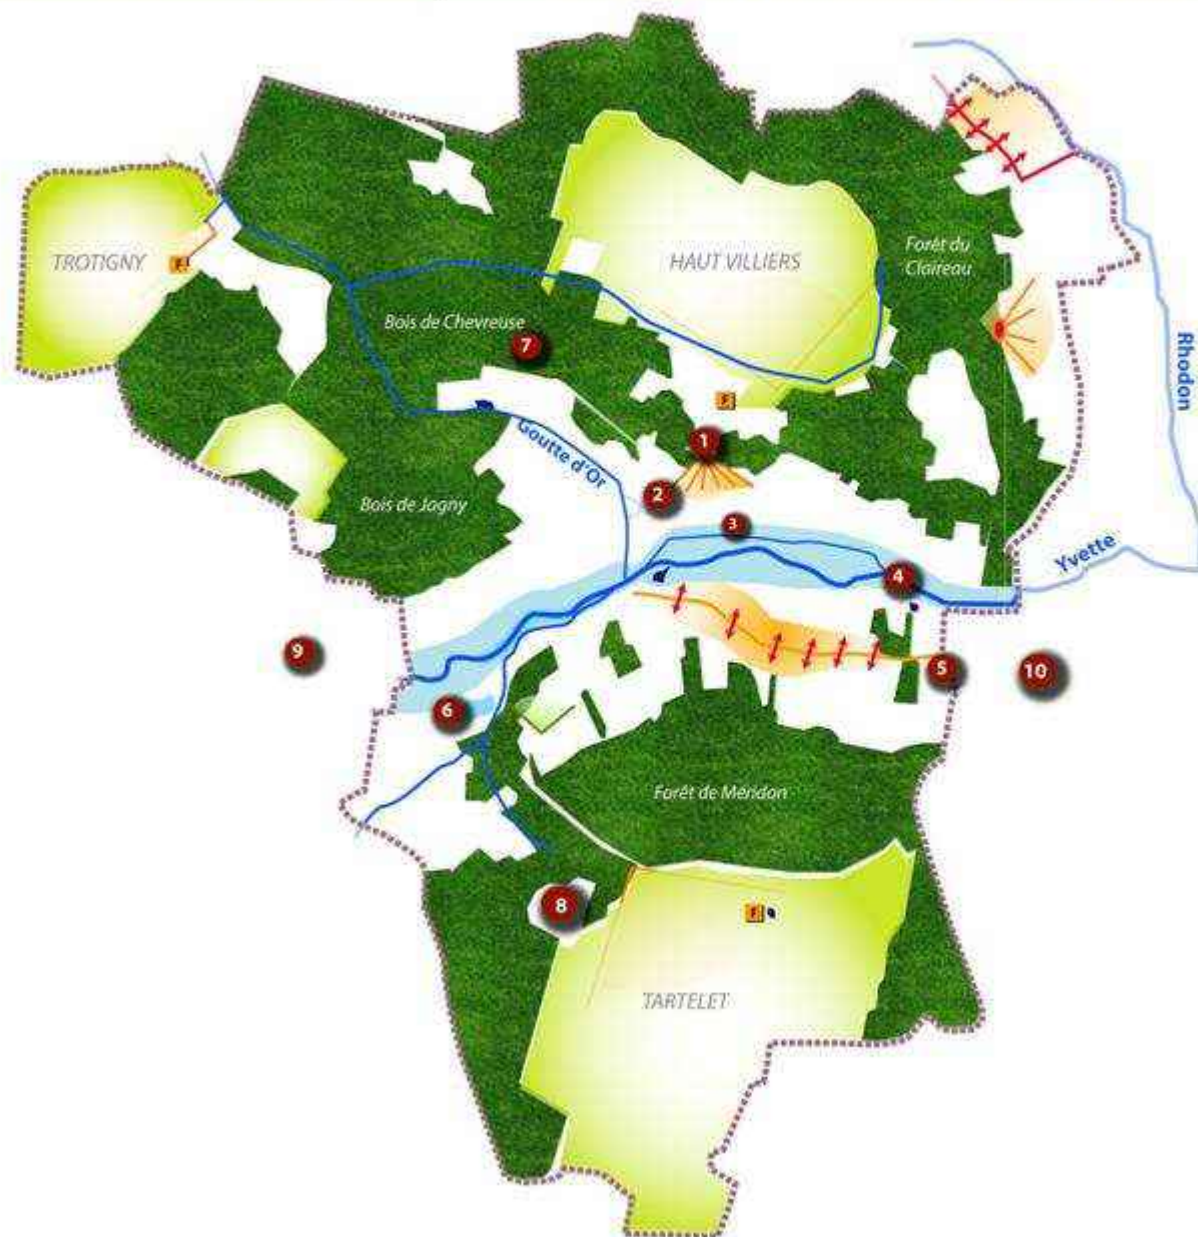 TROTIGNY
F
HAUT VILLIERS
Forêt du
Claireau
Bois de Chevreuse
7
Rhodon
F
1
Goutte d'Or
2
Bois de Jagny
3
4
Yvette
9
5
10
6
Forêt de Méridon
8
F
TARTELET